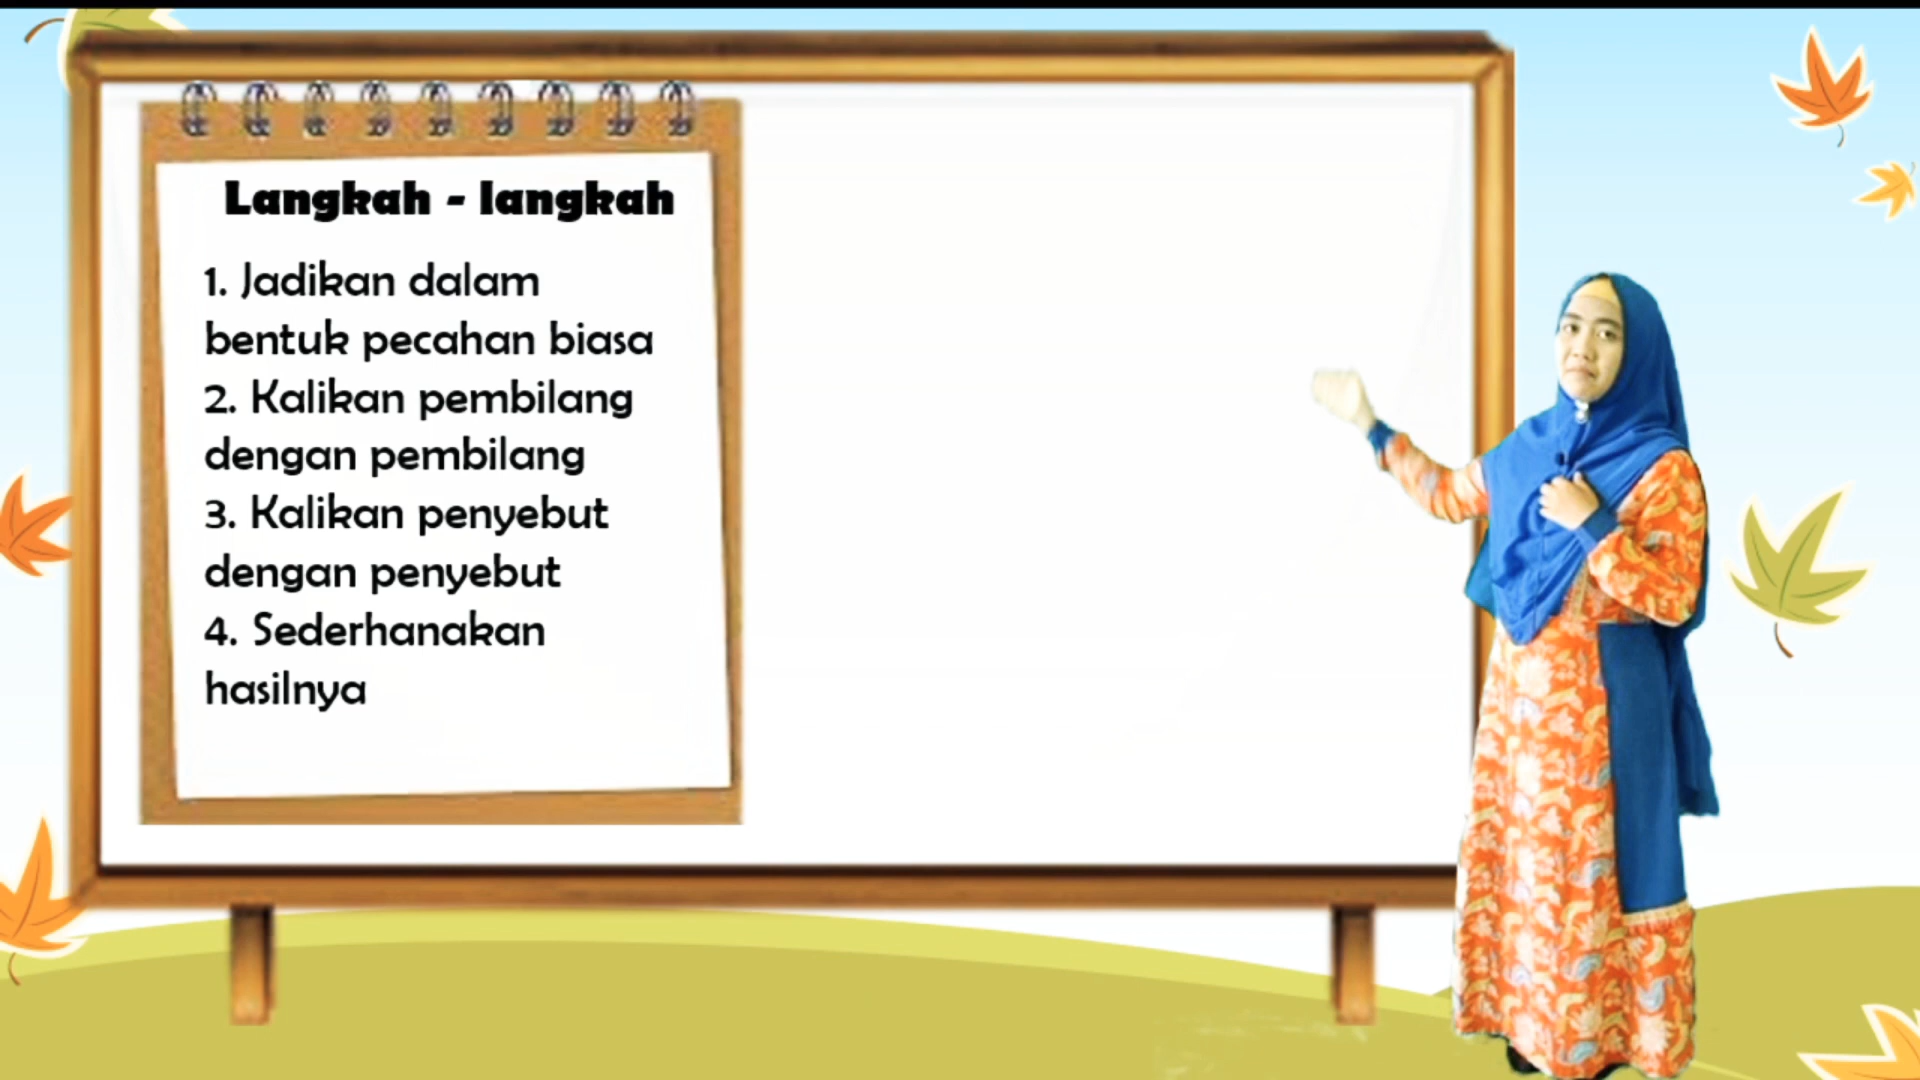 Langkah - langkah
1. Jadikan dalam
bentuk pecahan biasa
2. Kalikan pembilang
dengan pembilang
3. Kalikan penyebut
dengan penyebut
4. Sederhanakan
hasilnya